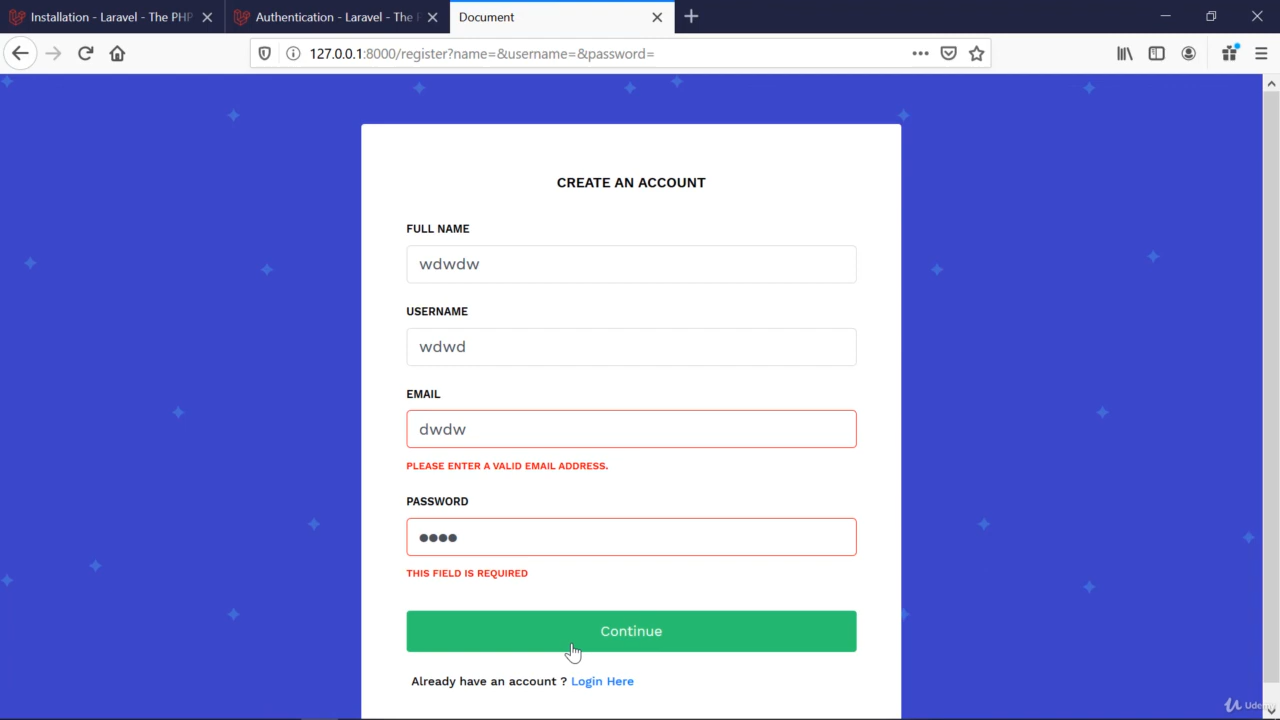 Installation - Laravel - The PHP
Authentication - Laravel - The P
Document
127.0.0.1:8000/register?name=&username=&password=
CREATE AN ACCOUNT
FULL NAME
wdwdw
USERNAME
wdwd
EMAIL
dwdw
PLEASE ENTER A VALID EMAIL ADDRESS.
PASSWORD
THIS FIELD IS REQUIRED
Continue
Already have an account ? Login Here
Udemy